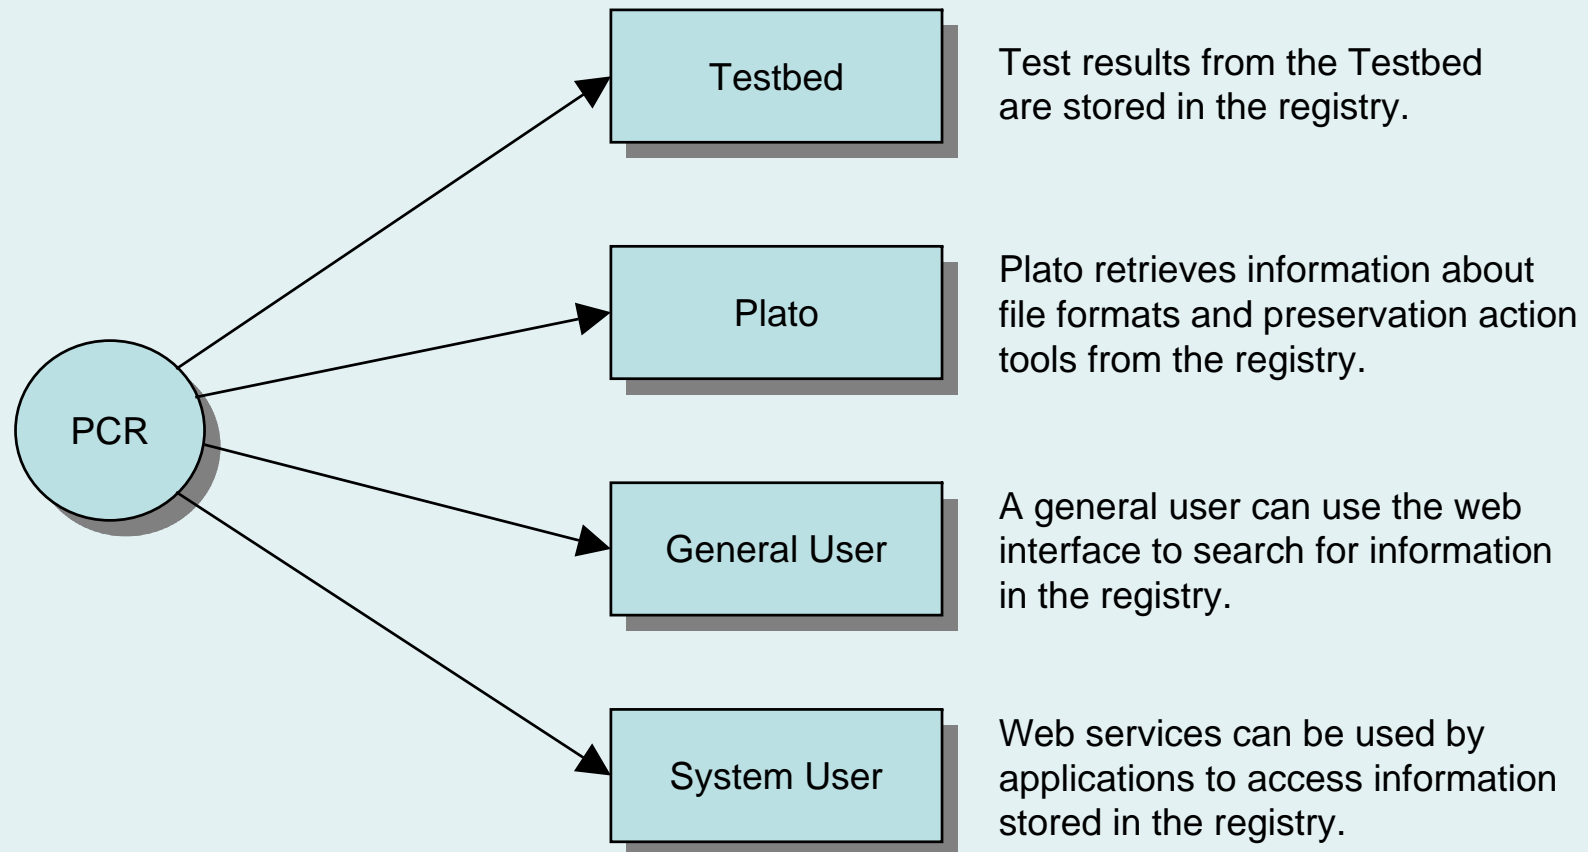 Testbed
Test results from the Testbed
are stored in the registry.
Plato
Plato retrieves information about
file formats and preservation action
tools from the registry.
PCR
General User
A general user can use the web
interface to search for information
in the registry.
System User
Web services can be used by
applications to access information
stored in the registry.